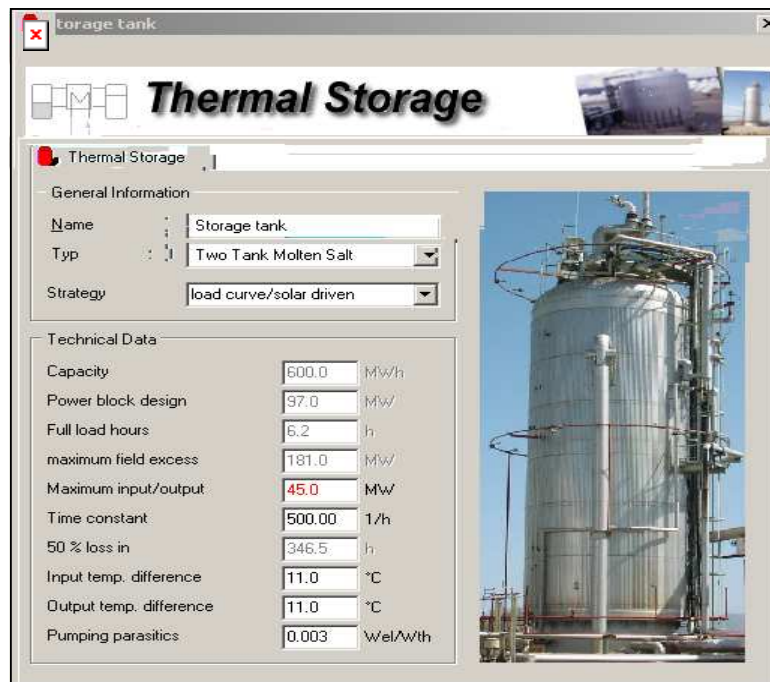 torage tank
Thermal Storage
Thermal Storage
General Information
Name : Storage tank
Typ : Two Tank Molten Salt
Strategy load curve/solar driven
Technical Data
Capacity 600.0 MWh
Power block design 97.0 MW
Full load hours 6.2 h
maximum field excess 181.0 MW
Maximum input/output 45.0 MW
Time constant 500.00 1/h
50 % loss in 346.5 h
Input temp. difference 11.0 °C
Output temp. difference 11.0 °C
Pumping parasitics 0.003 Wel/Wth